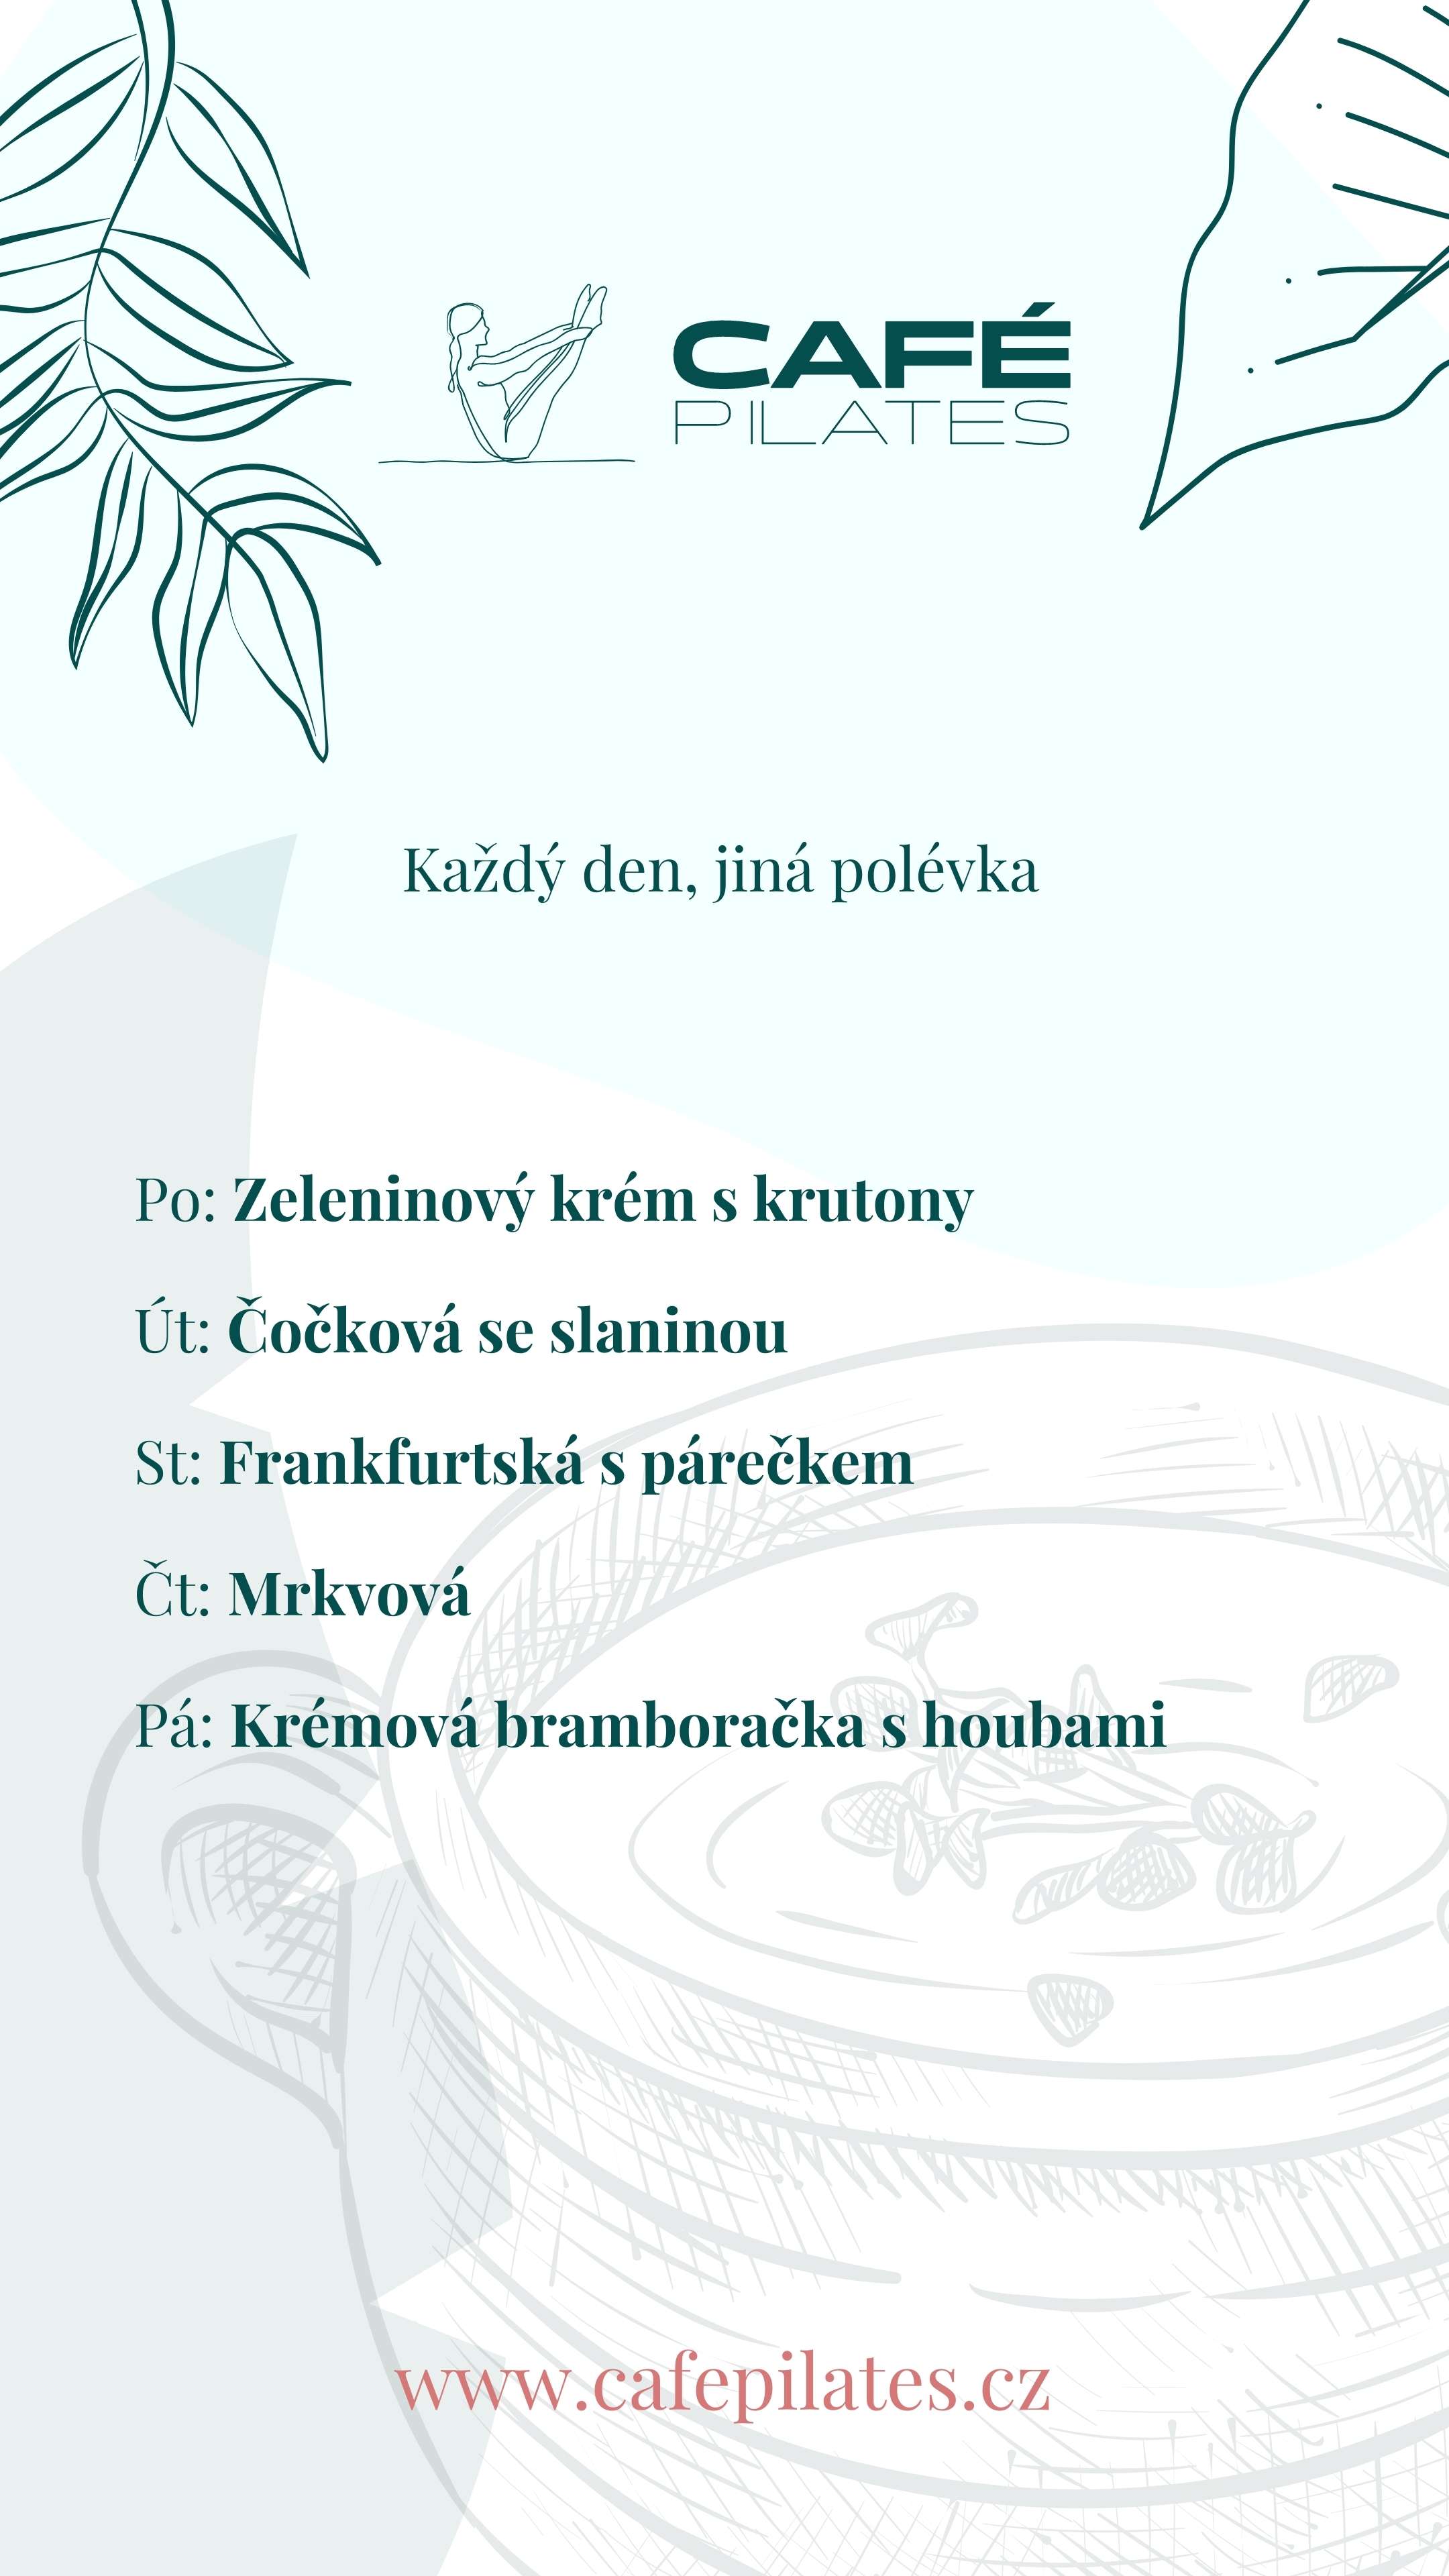 CAFÉ
PILATES
Každý den, jiná polévka
Po: Zeleninový krém s krutony
Út: Čočková se slaninou
St: Frankfurtská s párečkem
Čt: Mrkvová
Pá: Krémová bramboračka s houbami
www.cafepilates.cz